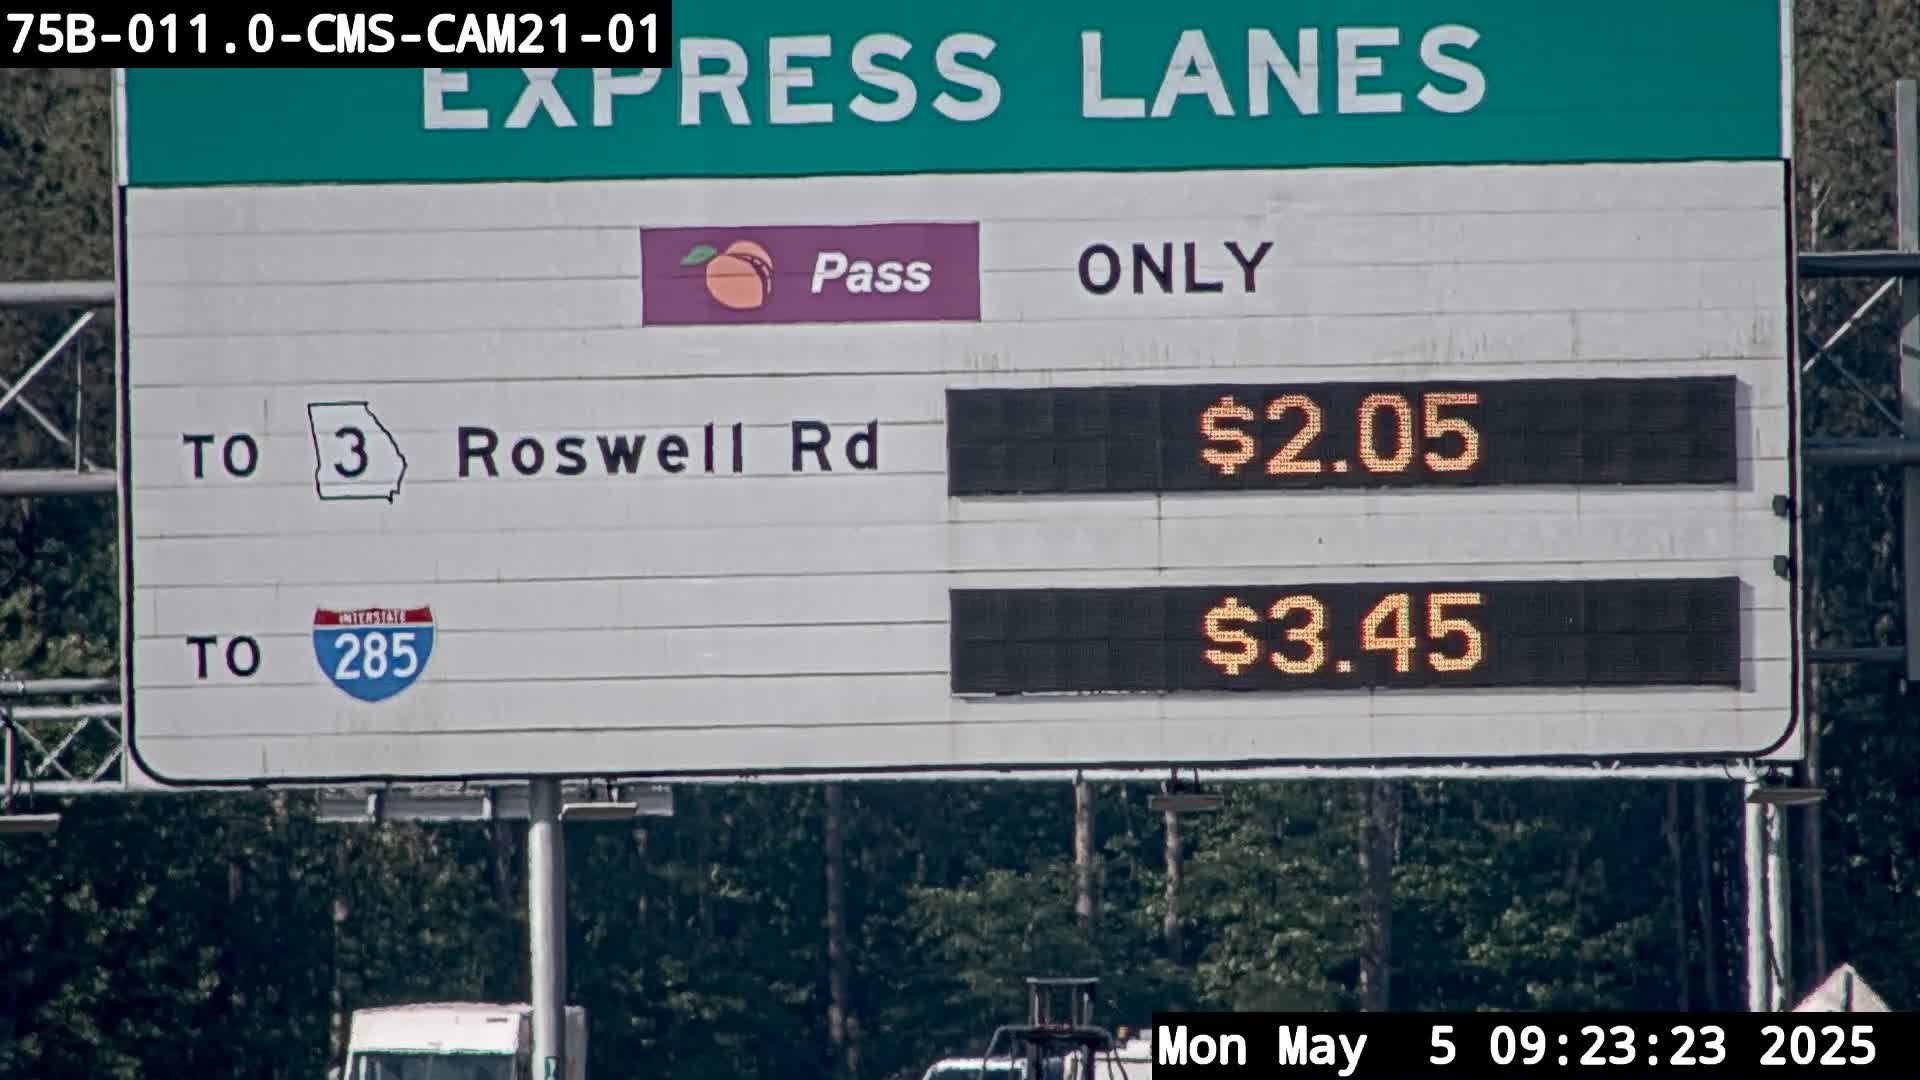 75B-011.0-CMS-CAM21-01
EXPRESS LANES
Pass ONLY
TO 3 Roswell Rd $2.05
INTERSTATE
TO 285 $3.45
Mon May 5 09:23:23 2025